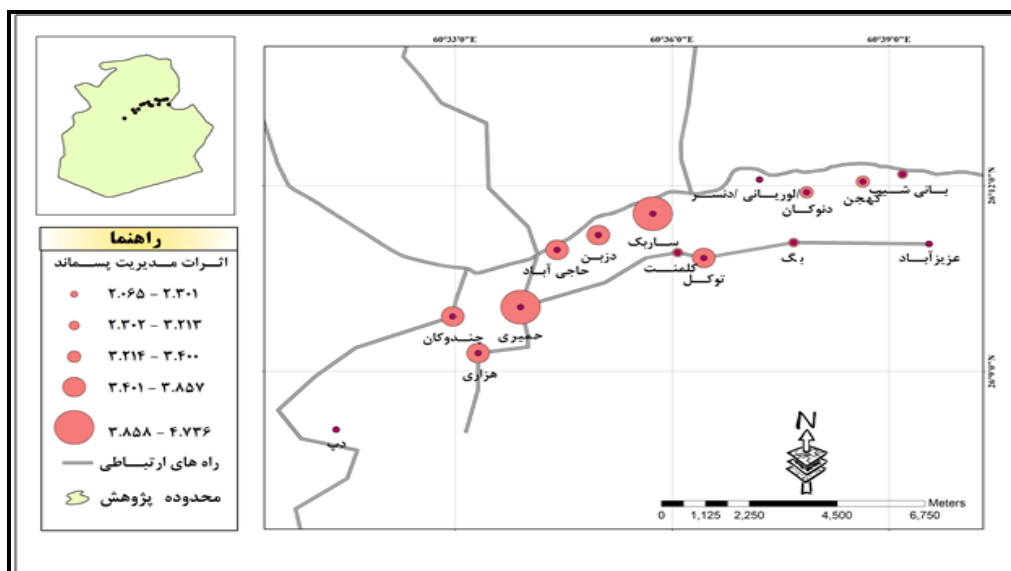 60°33'0"E 60°36'0"E 60°39'0"E
بانی شیب
کهجن
دنوکان
الوریانی /دنسر
ساربک
دزبن
حاجی آباد
کلمنت
توکل
بگ
عزیزآباد
حمیری
چندوکان
هزاری
دپ
راهنما
اثرات مدیریت پسماند
۲.۰۶۵ - ۲.۳۰۱
۲.۳۰۲ - ۳.۲۱۳
۳.۲۱۴ - ۳.۴۰۰
۳.۴۰۱ - ۳.۸۵۷
۳.۸۵۸ - ۴.۷۳۶
راه های ارتباطی
محدوده پژوهش
N
Meters
0 1,125 2,250 4,500 6,750